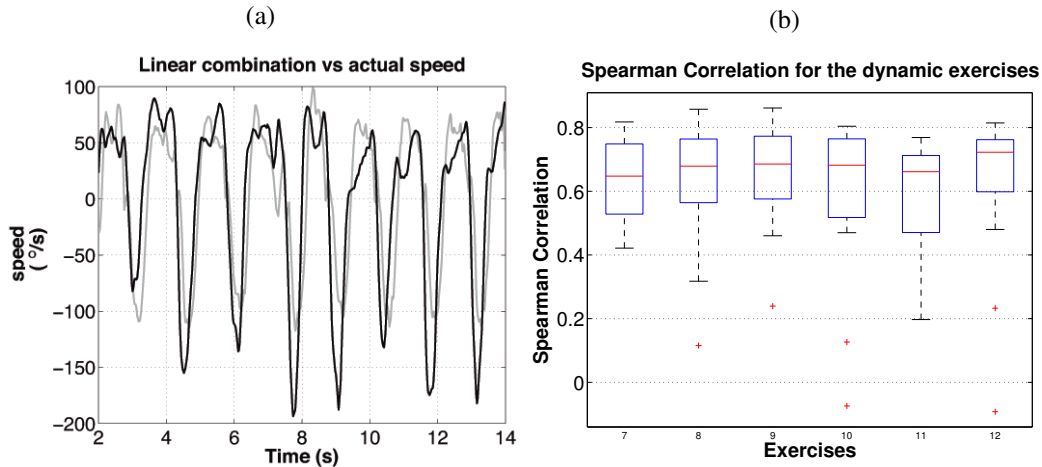 (a)
Linear combination vs actual speed
100
50
0
−50
−100
−150
−200
speed
( °/s)
2 4 6 8 10 12 14
Time (s)
(b)
Spearman Correlation for the dynamic exercises
0.8
0.6
0.4
0.2
0
Spearman Correlation
7 8 9 10 11 12
Exercises